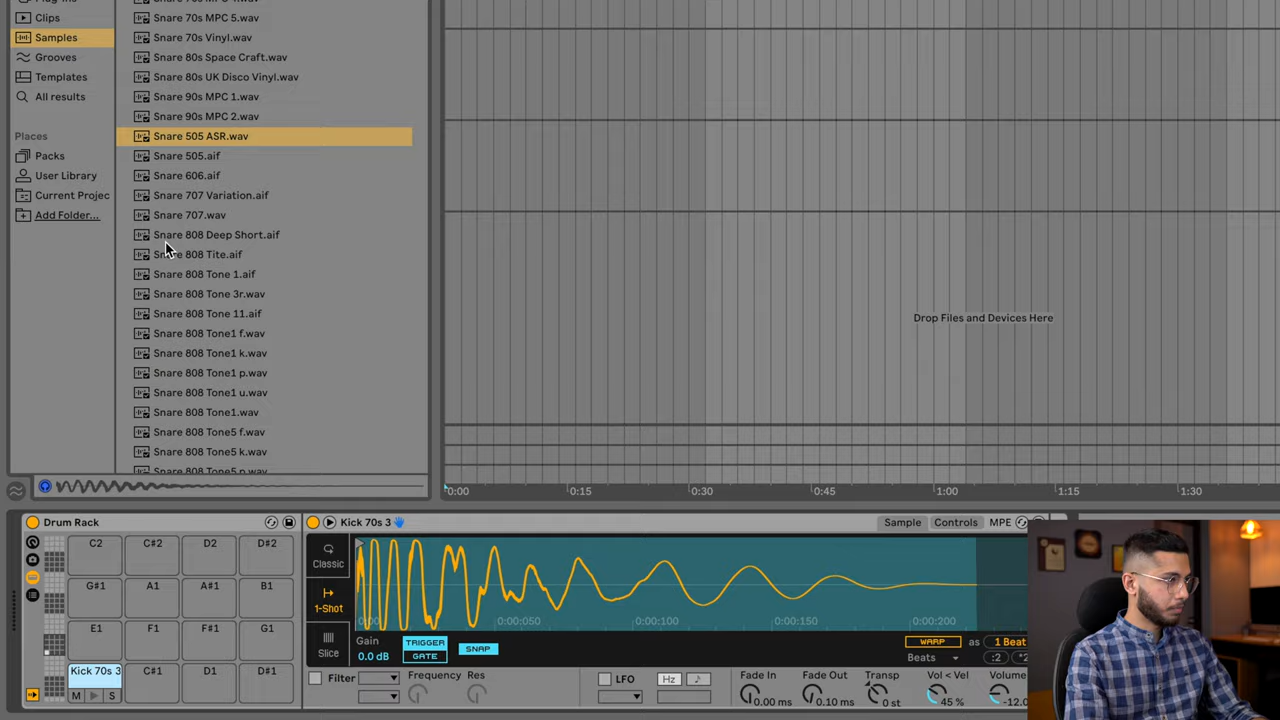 Clips
Samples
Grooves
Templates
All results
Places
Packs
User Library
Current Projec
Add Folder...
Snare 70s MPC 5.wav
Snare 70s Vinyl.wav
Snare 80s Space Craft.wav
Snare 80s UK Disco Vinyl.wav
Snare 90s MPC 1.wav
Snare 90s MPC 2.wav
Snare 505 ASR.wav
Snare 505.aif
Snare 606.aif
Snare 707 Variation.aif
Snare 707.wav
Snare 808 Deep Short.aif
Snare 808 Tite.aif
Snare 808 Tone 1.aif
Snare 808 Tone 3r.wav
Snare 808 Tone 11.aif
Snare 808 Tone1 f.wav
Snare 808 Tone1 k.wav
Snare 808 Tone1 p.wav
Snare 808 Tone1 u.wav
Snare 808 Tone1.wav
Snare 808 Tone5 f.wav
Snare 808 Tone5 k.wav
Snare 808 Tone5 p.wav
Drop Files and Devices Here
0:00 0:15 0:30 0:45 1:00 1:15 1:30
Drum Rack
C2 C#2 D2 D#2
G#1 A1 A#1 B1
E1 F1 F#1 G1
Kick 70s 3 C#1 D1 D#1
M S
Kick 70s 3
Sample Controls MPE
Classic
1-Shot
Slice
0:00:050 0:00:100 0:00:150 0:00:200
Gain
0.0 dB
TRIGGER
GATE
SNAP
WARP as 1 Beat
Beats :2 *2
Filter Frequency Res
LFO Hz
Fade In Fade Out Transp Vol < Vel Volume
0.00 ms 0.10 ms 0 st 45 % -12.0